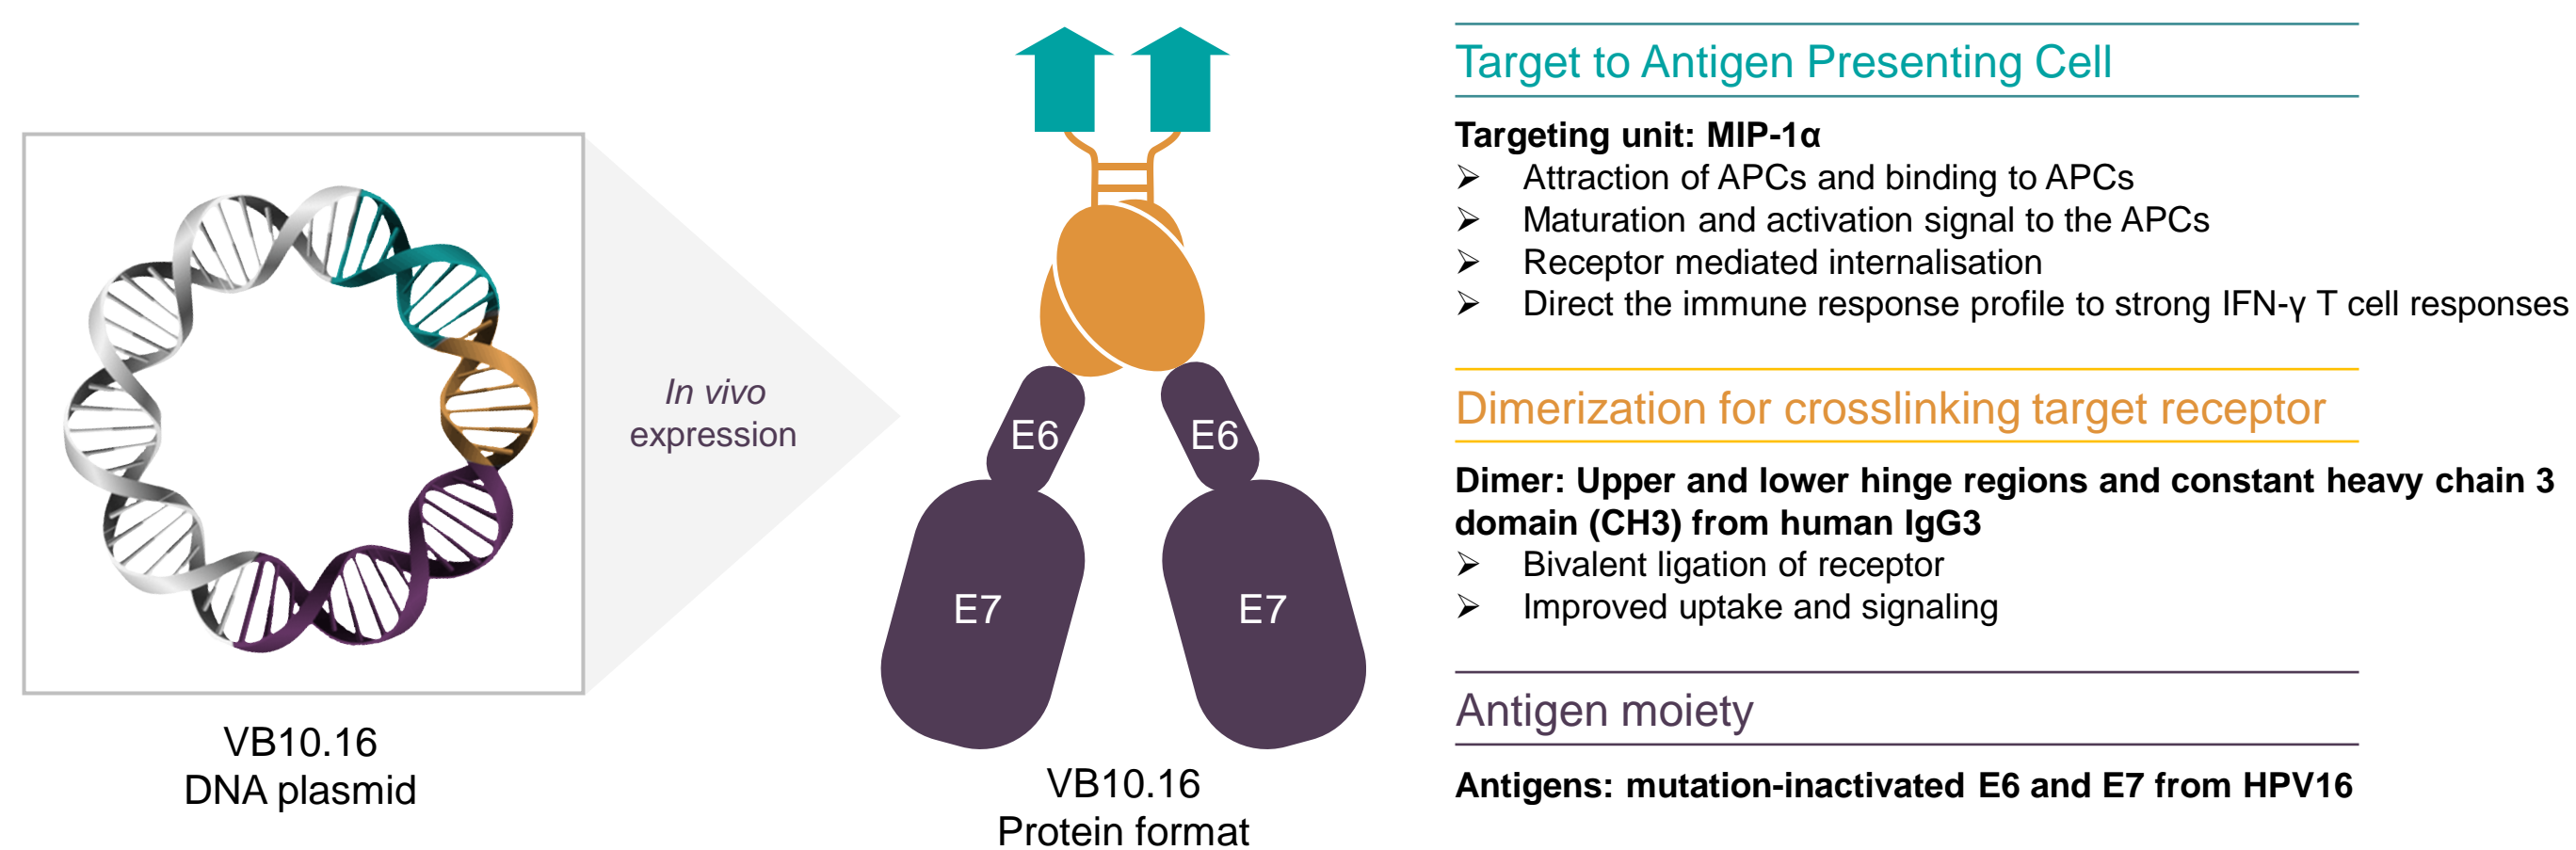 VB10.16
DNA plasmid
In vivo
expression
E6
E6
E7
E7
VB10.16
Protein format
Target to Antigen Presenting Cell
Targeting unit: MIP-1α
➢ Attraction of APCs and binding to APCs
➢ Maturation and activation signal to the APCs
➢ Receptor mediated internalisation
➢ Direct the immune response profile to strong IFN-γ T cell responses
Dimerization for crosslinking target receptor
Dimer: Upper and lower hinge regions and constant heavy chain 3
domain (CH3) from human IgG3
➢ Bivalent ligation of receptor
➢ Improved uptake and signaling
Antigen moiety
Antigens: mutation-inactivated E6 and E7 from HPV16